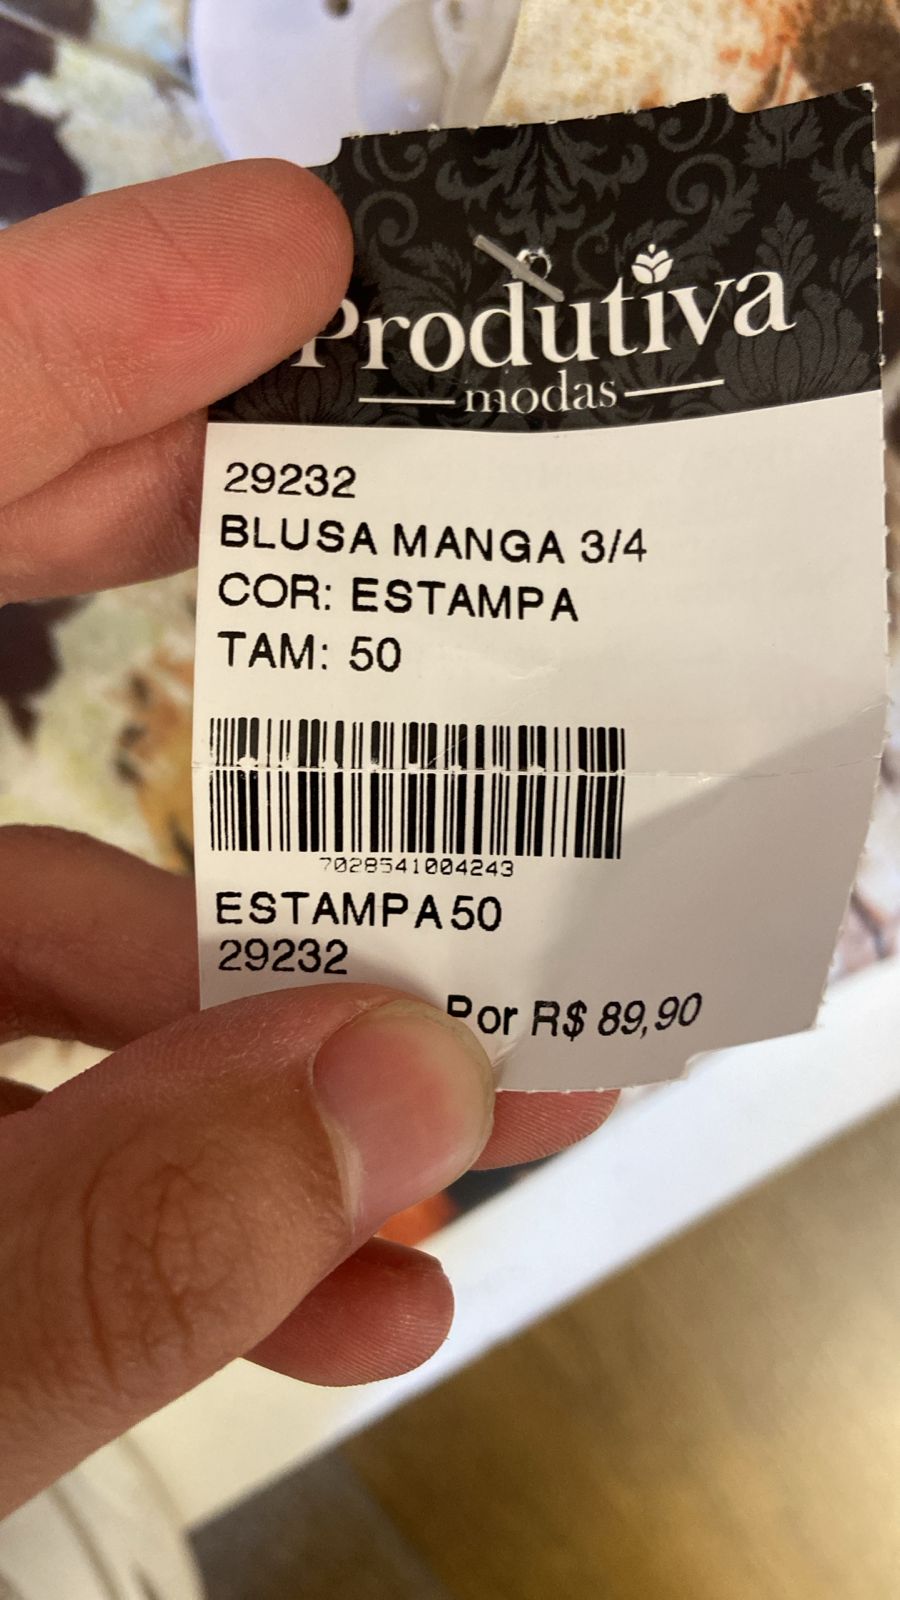 Produtiva
modas
29232
BLUSA MANGA 3/4
COR: ESTAMPA
TAM: 50
7028541004243
ESTAMPA50
29232
Por R$ 89,90